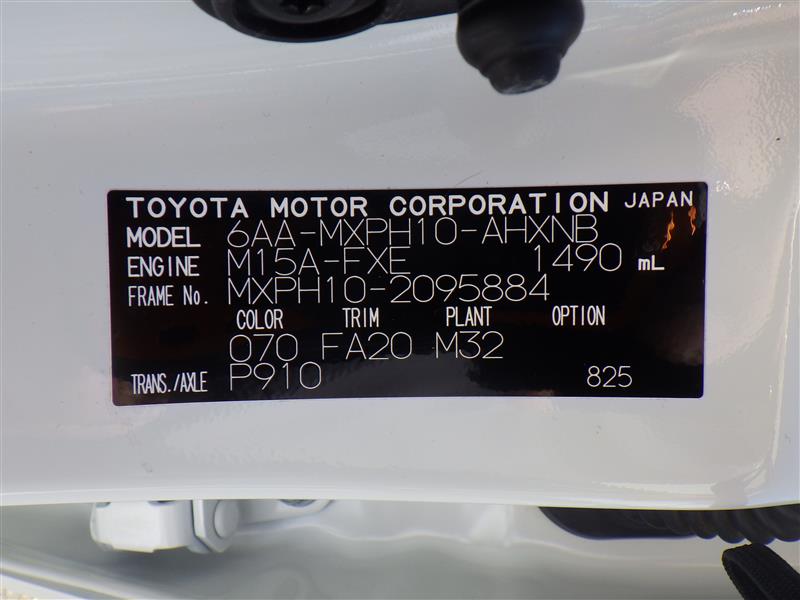 TOYOTA MOTOR CORPORATION JAPAN
MODEL 6AA-MXPH10-AHXNB
ENGINE M15A-FXE 1490 mL
FRAME No. MXPH10-2095884
COLOR TRIM PLANT OPTION
070 FA20 M32
TRANS./AXLE P910 825